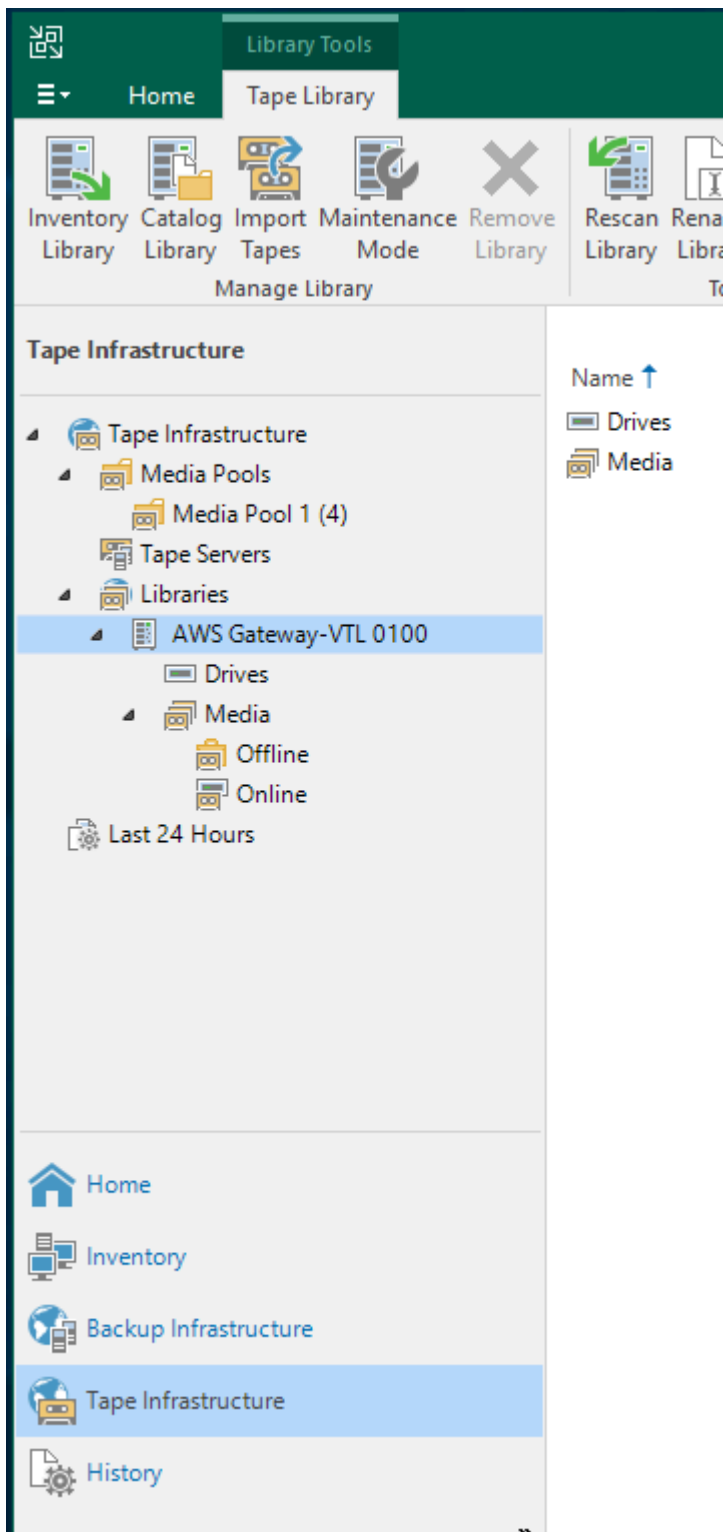 Library Tools
Home
Tape Library
Inventory Library
Catalog Library
Import Tapes
Maintenance Mode
Remove Library
Rescan Library
Manage Library
Tape Infrastructure
Name
Drives
Media
Tape Infrastructure
Media Pools
Media Pool 1 (4)
Tape Servers
Libraries
AWS Gateway-VTL 0100
Drives
Media
Offline
Online
Last 24 Hours
Home
Inventory
Backup Infrastructure
Tape Infrastructure
History